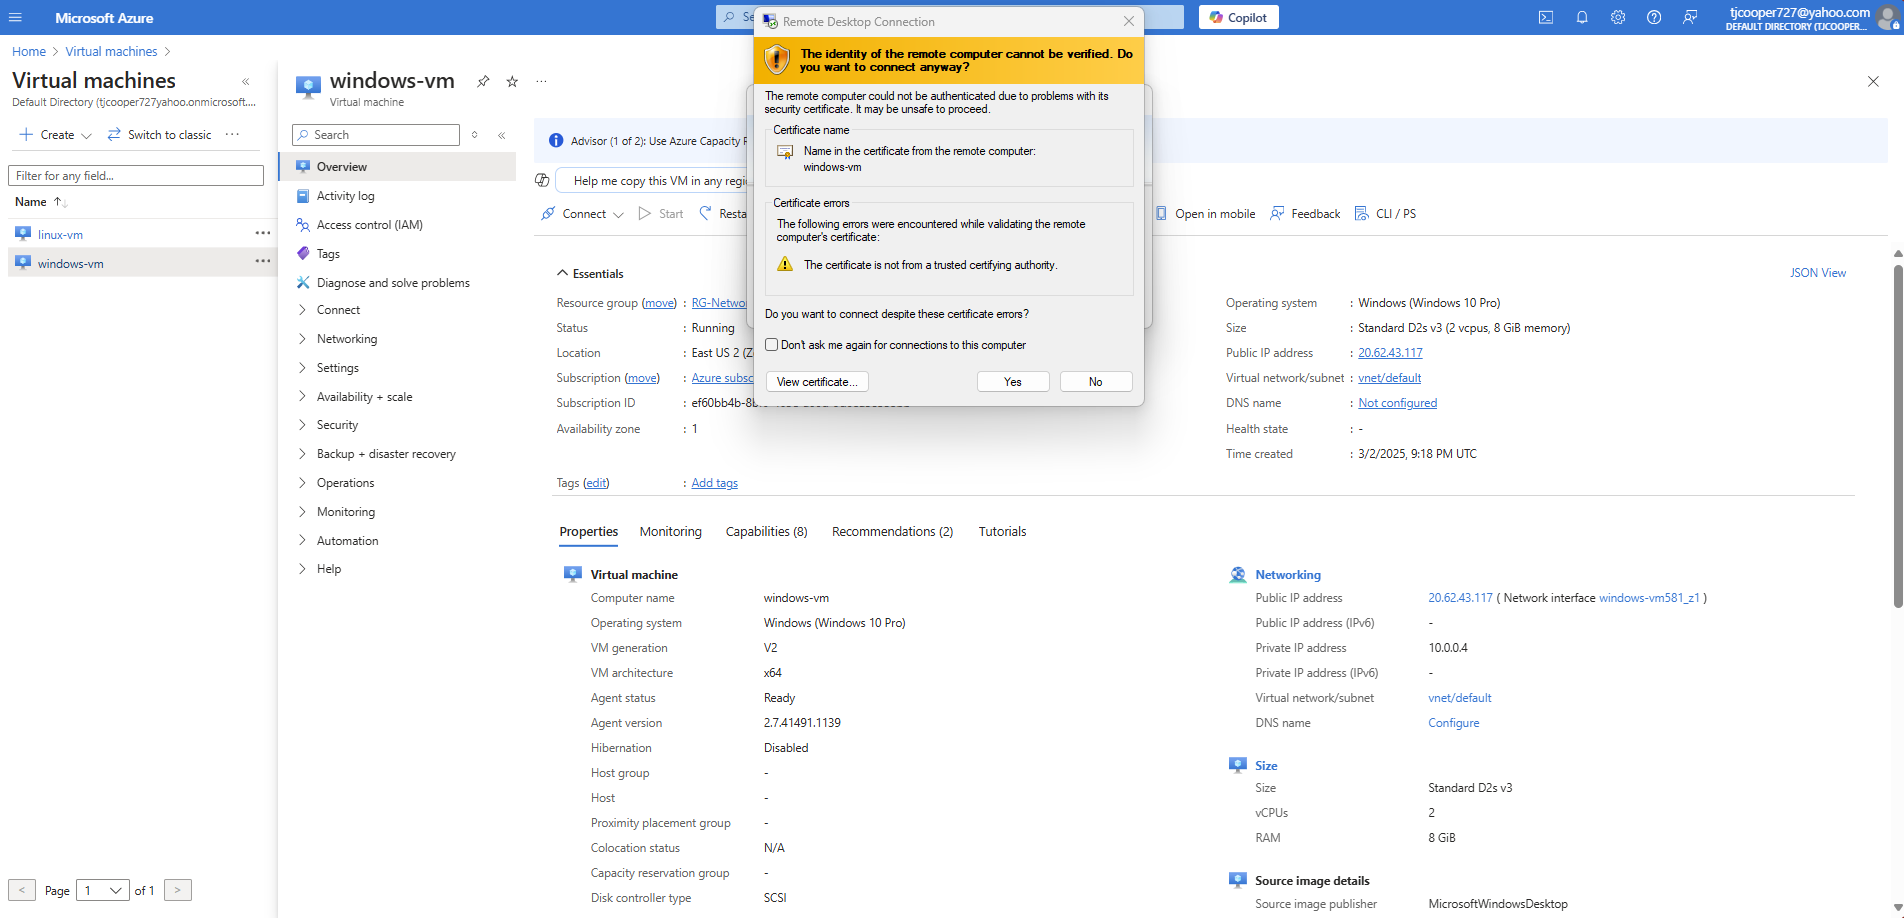 Microsoft Azure
Se
Copilot
tjcooper727@yahoo.com
DEFAULT DIRECTORY (TJCOOPER...
Home > Virtual machines >
Virtual machines
Default Directory (tjcooper727yahoo.onmicrosoft....
Create
Switch to classic
...
Filter for any field...
Name
linux-vm
windows-vm
Page 1 of 1
windows-vm
Virtual machine
Search
Overview
Activity log
Access control (IAM)
Tags
Diagnose and solve problems
Connect
Networking
Settings
Availability + scale
Security
Backup + disaster recovery
Operations
Monitoring
Automation
Help
Advisor (1 of 2): Use Azure Capacity R
Help me copy this VM in any regi
Connect
Start
Resta
Open in mobile
Feedback
CLI / PS
Essentials
JSON View
Resource group (move) : RG-Netwo
Status : Running
Location : East US 2 (Z
Subscription (move) : Azure subsc
Subscription ID : ef60bb4b-8b
Availability zone : 1
Operating system : Windows (Windows 10 Pro)
Size : Standard D2s v3 (2 vcpus, 8 GiB memory)
Public IP address : 20.62.43.117
Virtual network/subnet : vnet/default
DNS name : Not configured
Health state : -
Time created : 3/2/2025, 9:18 PM UTC
Tags (edit) : Add tags
Properties
Monitoring
Capabilities (8)
Recommendations (2)
Tutorials
Virtual machine
Computer name windows-vm
Operating system Windows (Windows 10 Pro)
VM generation V2
VM architecture x64
Agent status Ready
Agent version 2.7.41491.1139
Hibernation Disabled
Host group -
Host -
Proximity placement group -
Colocation status N/A
Capacity reservation group -
Disk controller type SCSI
Networking
Public IP address 20.62.43.117 ( Network interface windows-vm581_z1 )
Public IP address (IPv6) -
Private IP address 10.0.0.4
Private IP address (IPv6) -
Virtual network/subnet vnet/default
DNS name Configure
Size
Size Standard D2s v3
vCPUs 2
RAM 8 GiB
Source image details
Source image publisher MicrosoftWindowsDesktop
Remote Desktop Connection
The identity of the remote computer cannot be verified. Do
you want to connect anyway?
The remote computer could not be authenticated due to problems with its
security certificate. It may be unsafe to proceed.
Certificate name
Name in the certificate from the remote computer:
windows-vm
Certificate errors
The following errors were encountered while validating the remote
computer's certificate:
The certificate is not from a trusted certifying authority.
Do you want to connect despite these certificate errors?
Don't ask me again for connections to this computer
View certificate...
Yes
No